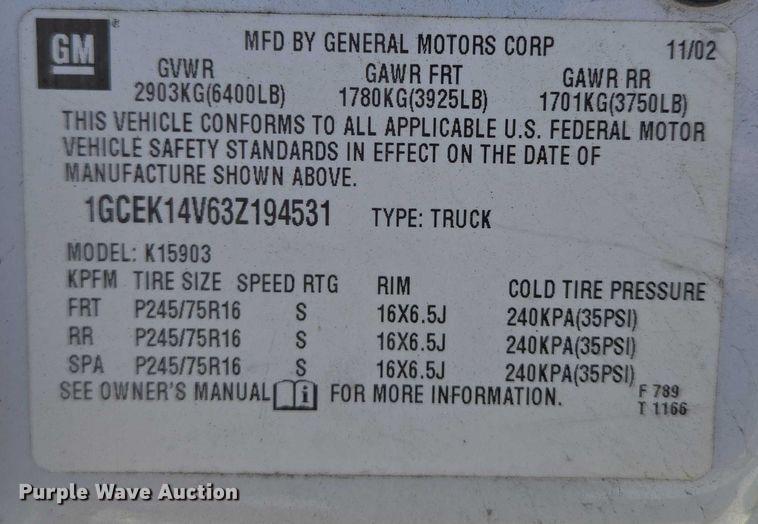 GM MFD BY GENERAL MOTORS CORP 11/02
GVWR GAWR FRT GAWR RR
2903KG(6400LB) 1780KG(3925LB) 1701KG(3750LB)
THIS VEHICLE CONFORMS TO ALL APPLICABLE U.S. FEDERAL MOTOR
VEHICLE SAFETY STANDARDS IN EFFECT ON THE DATE OF
MANUFACTURE SHOWN ABOVE.
1GCEK14V63Z194531 TYPE: TRUCK
MODEL: K15903
KPFM TIRE SIZE SPEED RTG RIM COLD TIRE PRESSURE
FRT P245/75R16 S 16X6.5J 240KPA(35PSI)
RR P245/75R16 S 16X6.5J 240KPA(35PSI)
SPA P245/75R16 S 16X6.5J 240KPA(35PSI)
SEE OWNER'S MANUAL i FOR MORE INFORMATION. F 789
T 1166
Purple Wave Auction